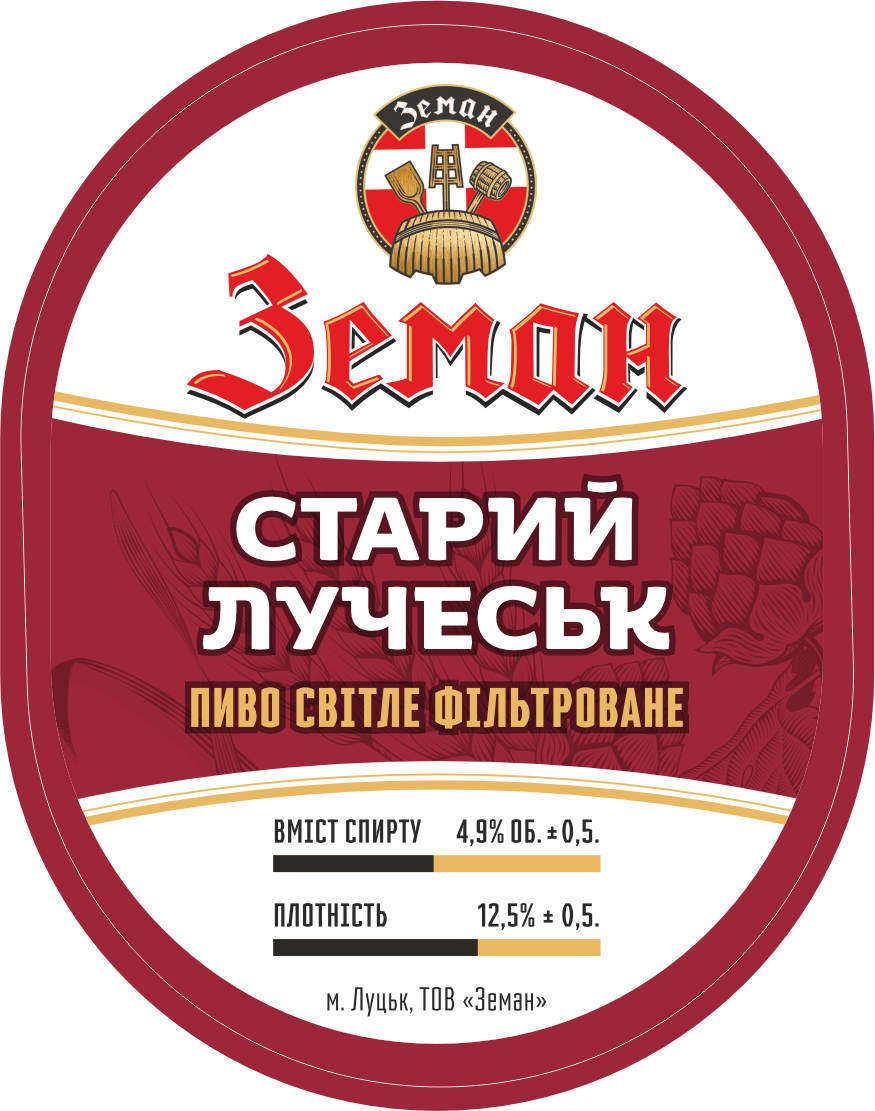 Земан
Земан
СТАРИЙ
ЛУЧЕСЬК
ПИВО СВІТЛЕ ФІЛЬТРОВАНЕ
ВМІСТ СПИРТУ 4,9% ОБ. ± 0,5.
ПЛОТНІСТЬ 12,5% ± 0,5.
м. Луцьк, ТОВ «Земан»